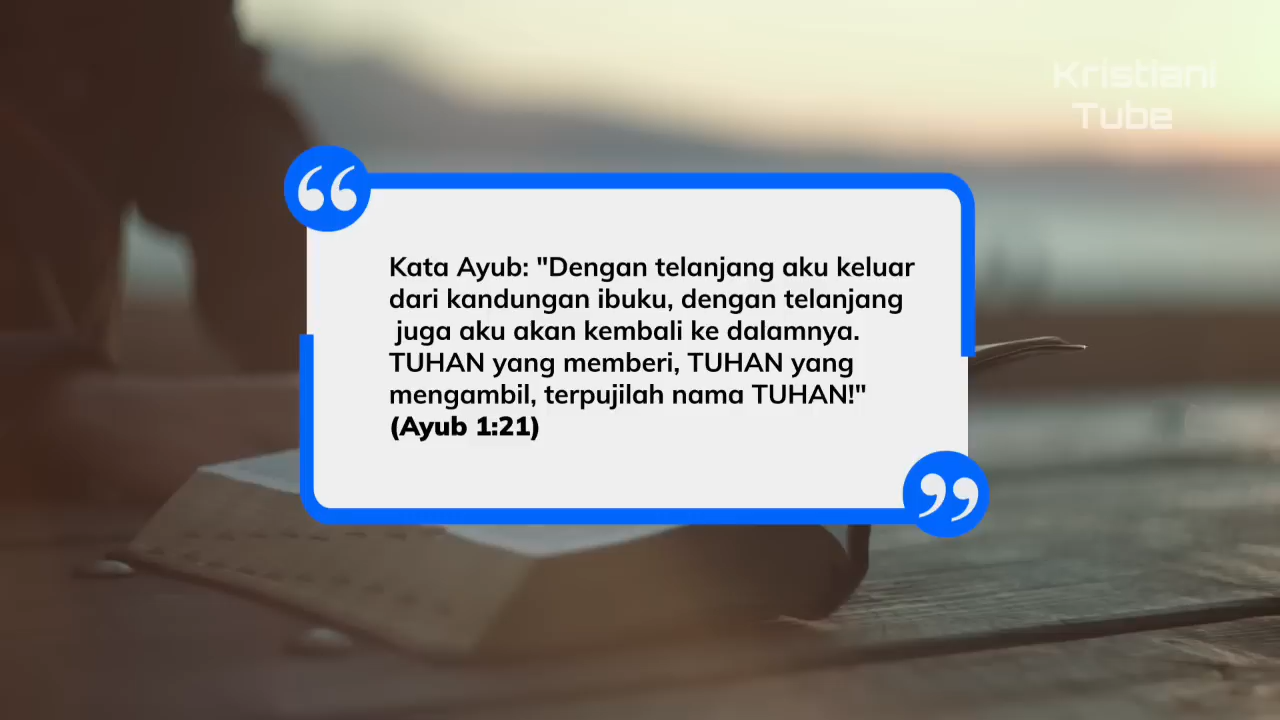 Kristiani
Tube
Kata Ayub: "Dengan telanjang aku keluar
dari kandungan ibuku, dengan telanjang
juga aku akan kembali ke dalamnya.
TUHAN yang memberi, TUHAN yang
mengambil, terpujilah nama TUHAN!"
(Ayub 1:21)